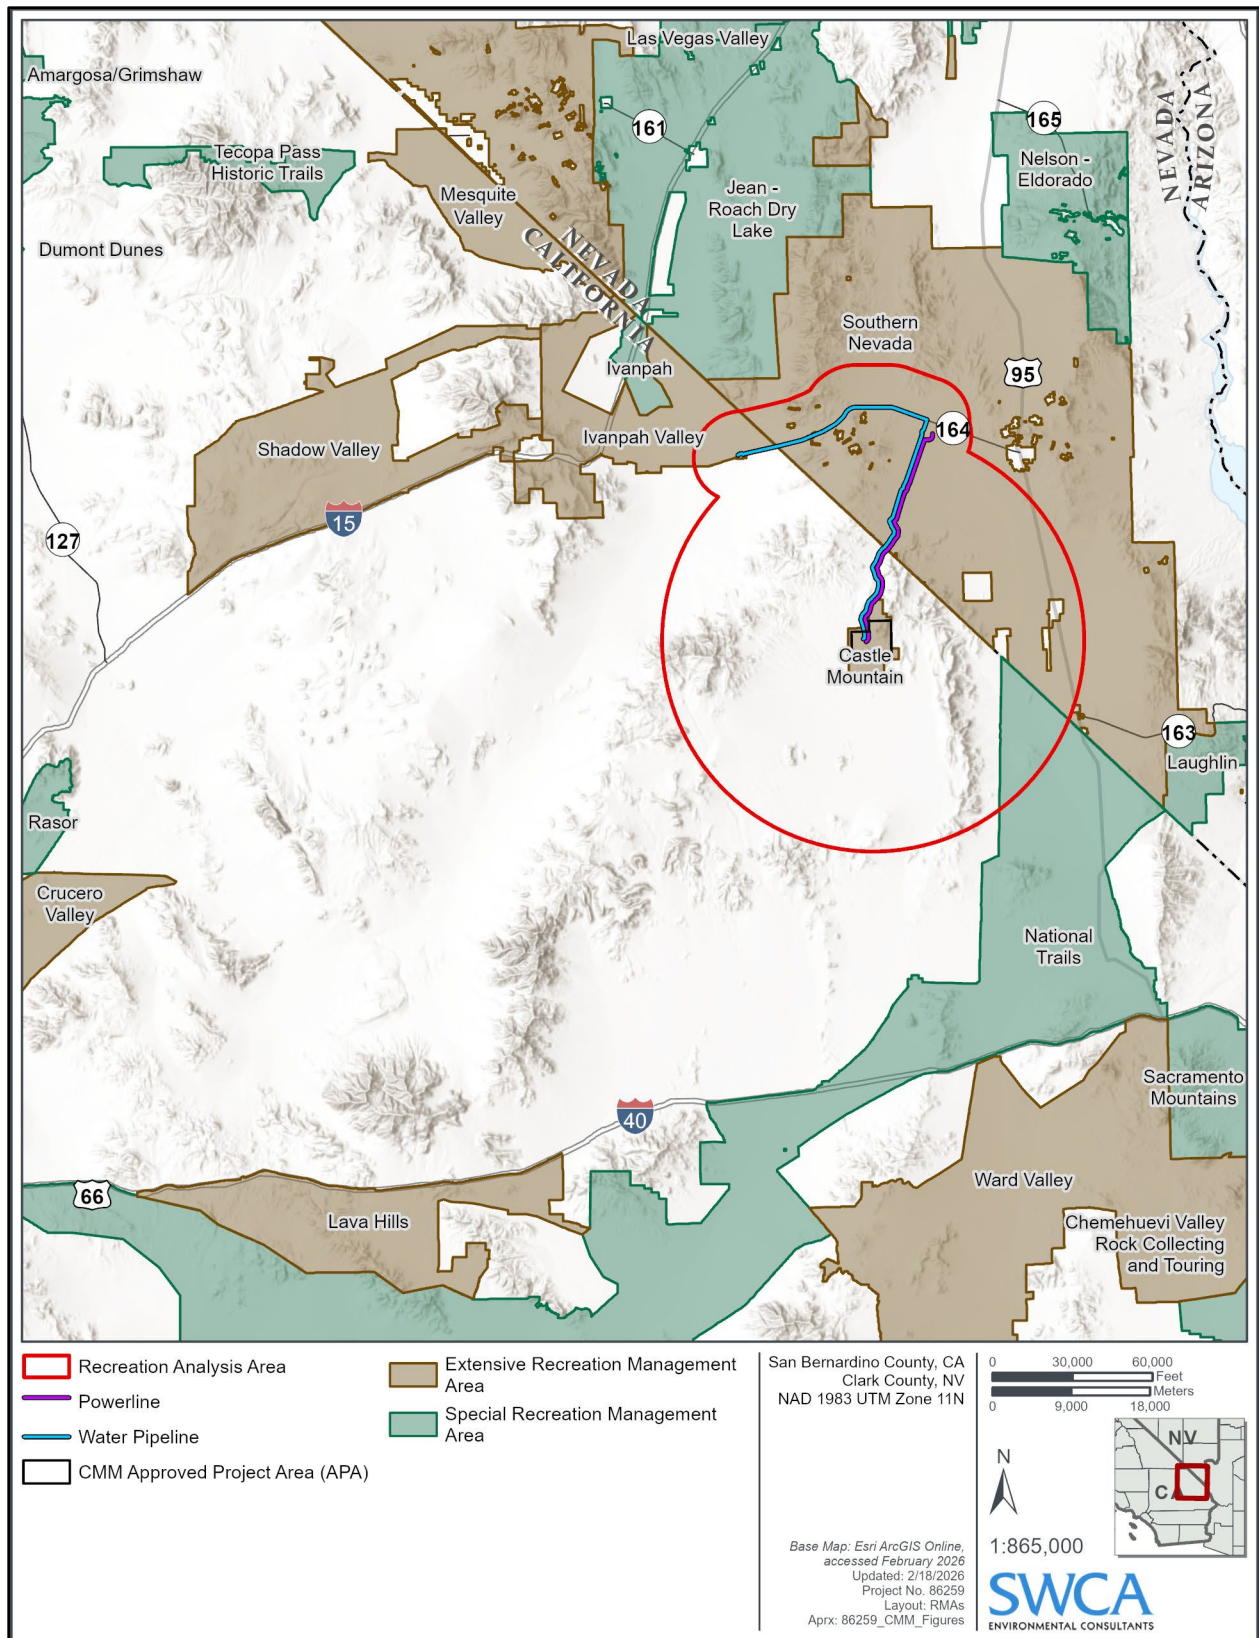 Las Vegas Valley
Amargosa/Grimshaw
161
165
NEVADA
ARIZONA
Tecopa Pass
Historic Trails
Nelson -
Eldorado
Mesquite
Valley
Jean -
Roach Dry
Lake
Dumont Dunes
NEVADA
CALIFORNIA
Southern
Nevada
Ivanpah
95
Shadow Valley
Ivanpah Valley
164
15
127
Castle
Mountain
163
Laughlin
Rasor
Crucero
Valley
National
Trails
Sacramento
Mountains
40
Ward Valley
66
Lava Hills
Chemehuevi Valley
Rock Collecting
and Touring
Recreation Analysis Area
Powerline
Water Pipeline
CMM Approved Project Area (APA)
Extensive Recreation Management
Area
Special Recreation Management
Area
San Bernardino County, CA
Clark County, NV
NAD 1983 UTM Zone 11N
Base Map: Esri ArcGIS Online,
accessed February 2026
Updated: 2/18/2026
Project No. 86259
Layout: RMAs
Aprx: 86259_CMM_Figures
0 30,000 60,000
Feet
Meters
0 9,000 18,000
N
1:865,000
NV
CA
SWCA
ENVIRONMENTAL CONSULTANTS